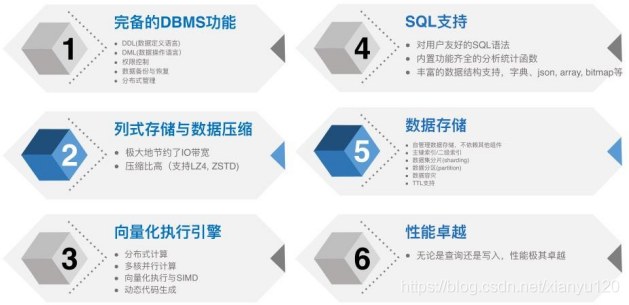 1
完备的DBMS功能
DDL(数据定义语言)
DML(数据操作语言)
权限控制
数据备份与恢复
分布式管理
2
列式存储与数据压缩
极大地节约了IO带宽
压缩比高（支持LZ4, ZSTD)
3
向量化执行引擎
分布式计算
多核并行计算
向量化执行与SIMD
动态代码生成
4
SQL支持
对用户友好的SQL语法
内置功能齐全的分析统计函数
丰富的数据结构支持，字典、json, array, bitmap等
5
数据存储
自管理数据存储，不依赖其他组件
主键索引/二级索引
数据集分片(sharding)
数据分区(partition)
数据容灾
TTL支持
6
性能卓越
无论是查询还是写入，性能极其卓越
https://blog.csdn.net/xianyu120